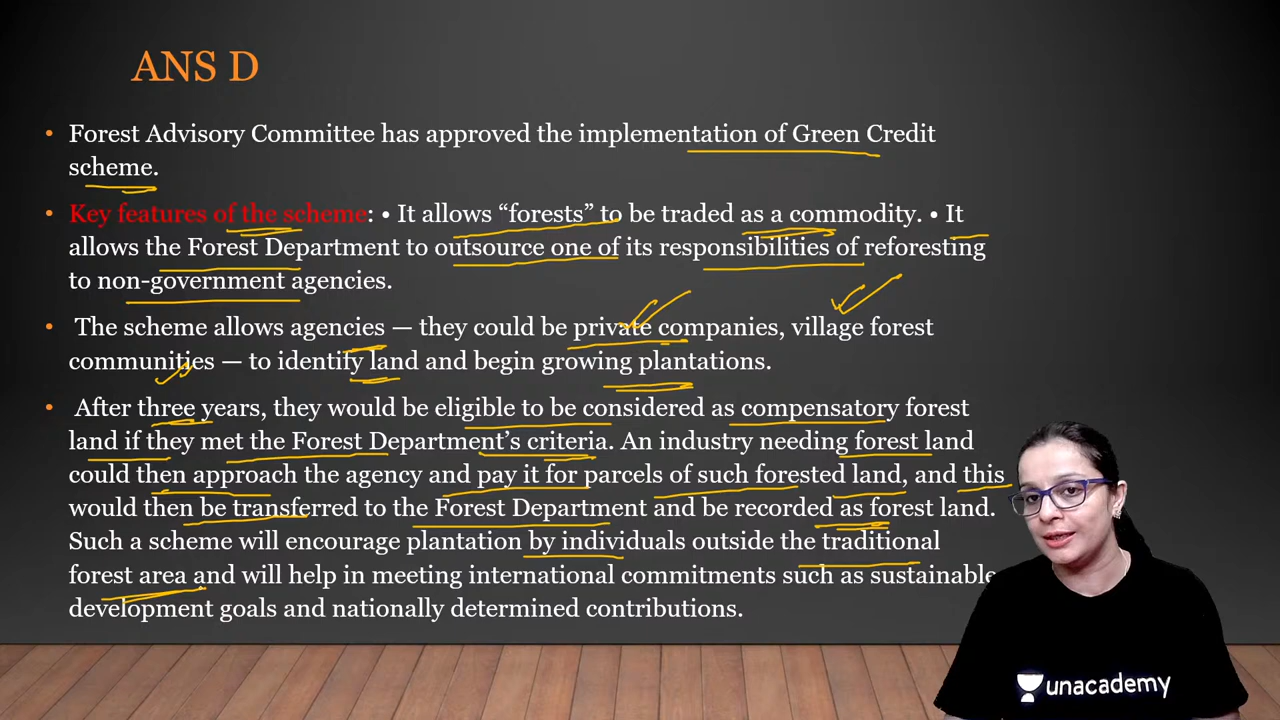 ANS D
• Forest Advisory Committee has approved the implementation of Green Credit
scheme.
• Key features of the scheme: • It allows “forests” to be traded as a commodity. • It
allows the Forest Department to outsource one of its responsibilities of reforesting
to non-government agencies.
• The scheme allows agencies — they could be private companies, village forest
communities — to identify land and begin growing plantations.
• After three years, they would be eligible to be considered as compensatory forest
land if they met the Forest Department’s criteria. An industry needing forest land
could then approach the agency and pay it for parcels of such forested land, and this
would then be transferred to the Forest Department and be recorded as forest land.
Such a scheme will encourage plantation by individuals outside the traditional
forest area and will help in meeting international commitments such as sustainable
development goals and nationally determined contributions.
unacademy